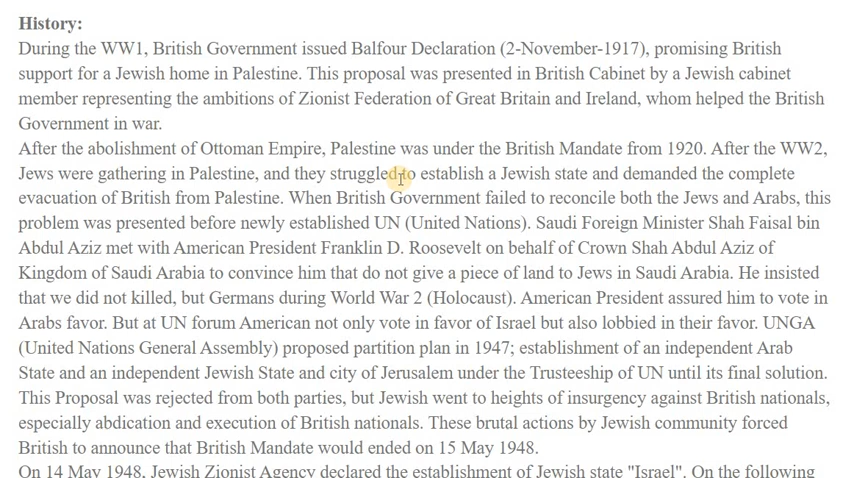 History:
During the WW1, British Government issued Balfour Declaration (2-November-1917), promising British
support for a Jewish home in Palestine. This proposal was presented in British Cabinet by a Jewish cabinet
member representing the ambitions of Zionist Federation of Great Britain and Ireland, whom helped the British
Government in war.
After the abolishment of Ottoman Empire, Palestine was under the British Mandate from 1920. After the WW2,
Jews were gathering in Palestine, and they struggled to establish a Jewish state and demanded the complete
evacuation of British from Palestine. When British Government failed to reconcile both the Jews and Arabs, this
problem was presented before newly established UN (United Nations). Saudi Foreign Minister Shah Faisal bin
Abdul Aziz met with American President Franklin D. Roosevelt on behalf of Crown Shah Abdul Aziz of
Kingdom of Saudi Arabia to convince him that do not give a piece of land to Jews in Saudi Arabia. He insisted
that we did not killed, but Germans during World War 2 (Holocaust). American President assured him to vote in
Arabs favor. But at UN forum American not only vote in favor of Israel but also lobbied in their favor. UNGA
(United Nations General Assembly) proposed partition plan in 1947; establishment of an independent Arab
State and an independent Jewish State and city of Jerusalem under the Trusteeship of UN until its final solution.
This Proposal was rejected from both parties, but Jewish went to heights of insurgency against British nationals,
especially abdication and execution of British nationals. These brutal actions by Jewish community forced
British to announce that British Mandate would ended on 15 May 1948.
On 14 May 1948, Jewish Zionist Agency declared the establishment of Jewish state "Israel". On the following